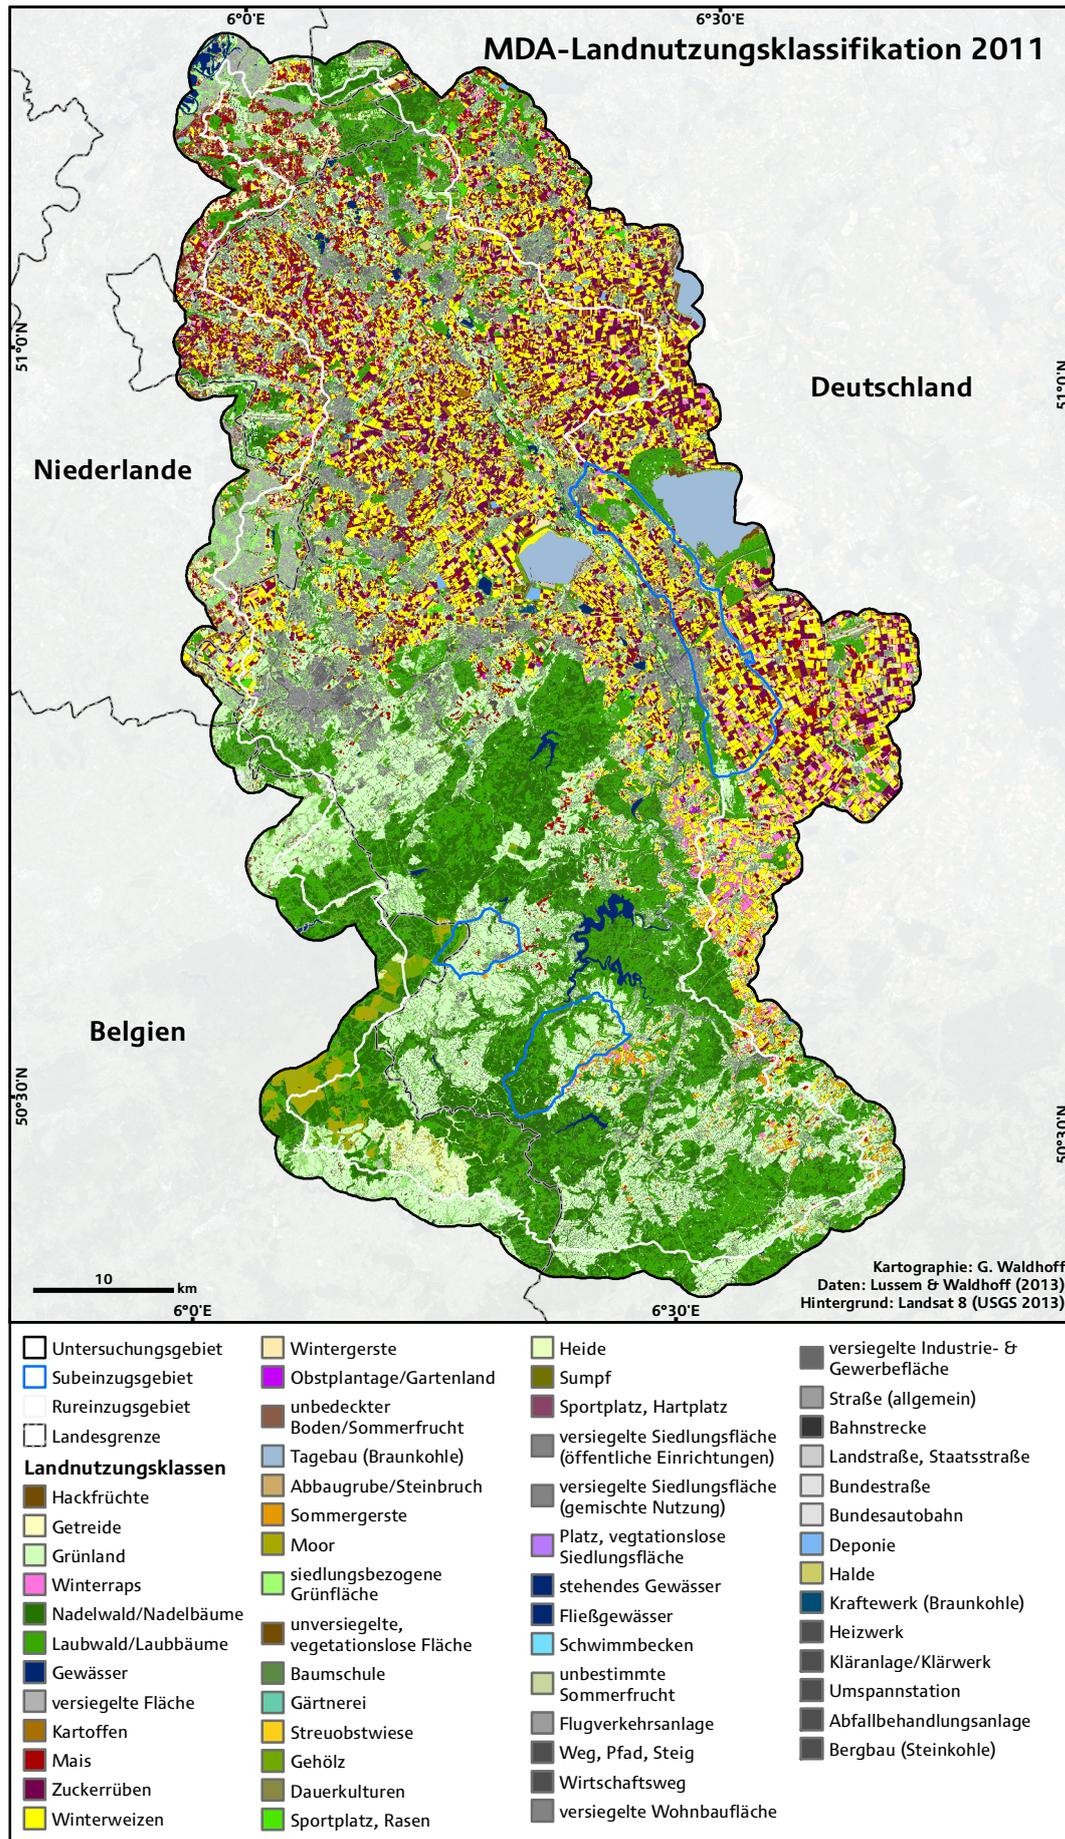 6°0'E
6°30'E
MDA-Landnutzungsklassifikation 2011
51°0'N
51°0'N
Deutschland
Niederlande
Belgien
50°30'N
50°30'N
10
km
Kartographie: G. Waldhoff
Daten: Lussem & Waldhoff (2013)
Hintergrund: Landsat 8 (USGS 2013)
6°0'E
6°30'E
Untersuchungsgebiet
Subeinzugsgebiet
Rureinzugsgebiet
Landesgrenze
Landnutzungsklassen
Hackfrüchte
Getreide
Grünland
Winterraps
Nadelwald/Nadelbäume
Laubwald/Laubbäume
Gewässer
versiegelte Fläche
Kartoffen
Mais
Zuckerrüben
Winterweizen
Wintergerste
Obstplantage/Gartenland
unbedeckter
Boden/Sommerfrucht
Tagebau (Braunkohle)
Abbaugrube/Steinbruch
Sommergerste
Moor
siedlungsbezogene
Grünfläche
unversiegelte,
vegetationslose Fläche
Baumschule
Gärtnerei
Streuobstwiese
Gehölz
Dauerkulturen
Sportplatz, Rasen
Heide
Sumpf
Sportplatz, Hartplatz
versiegelte Siedlungsfläche
(öffentliche Einrichtungen)
versiegelte Siedlungsfläche
(gemischte Nutzung)
Platz, vegtationslose
Siedlungsfläche
stehendes Gewässer
Fließgewässer
Schwimmbecken
unbestimmte
Sommerfrucht
Flugverkehrsanlage
Weg, Pfad, Steig
Wirtschaftsweg
versiegelte Wohnbaufläche
versiegelte Industrie- &
Gewerbefläche
Straße (allgemein)
Bahnstrecke
Landstraße, Staatsstraße
Bundestraße
Bundesautobahn
Deponie
Halde
Kraftewerk (Braunkohle)
Heizwerk
Kläranlage/Klärwerk
Umspannstation
Abfallbehandlungsanlage
Bergbau (Steinkohle)